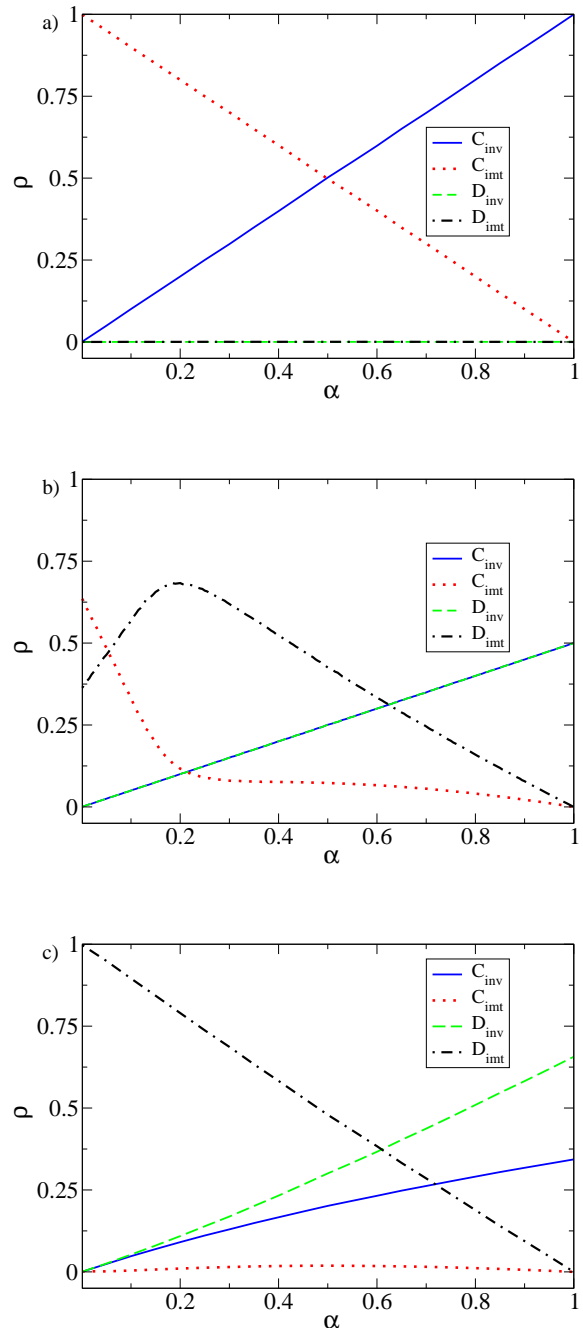 a)
1
0.75
ρ
0.5
0.25
0
C_inv
C_imt
D_inv
D_imt
0.2 0.4 0.6 0.8 1
α
b)
1
0.75
ρ
0.5
0.25
0
C_inv
C_imt
D_inv
D_imt
0.2 0.4 0.6 0.8 1
α
c)
1
0.75
ρ
0.5
0.25
0
C_inv
C_imt
D_inv
D_imt
0.2 0.4 0.6 0.8 1
α